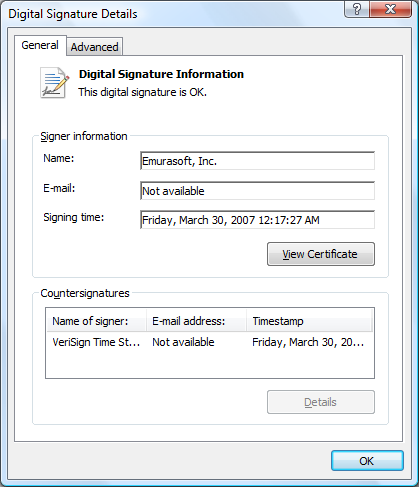 Digital Signature Details
General Advanced
Digital Signature Information
This digital signature is OK.
Signer information
Name: Emurasoft, Inc.
E-mail: Not available
Signing time: Friday, March 30, 2007 12:17:27 AM
View Certificate
Countersignatures
Name of signer: E-mail address: Timestamp
VeriSign Time St... Not available Friday, March 30, 20...
Details
OK